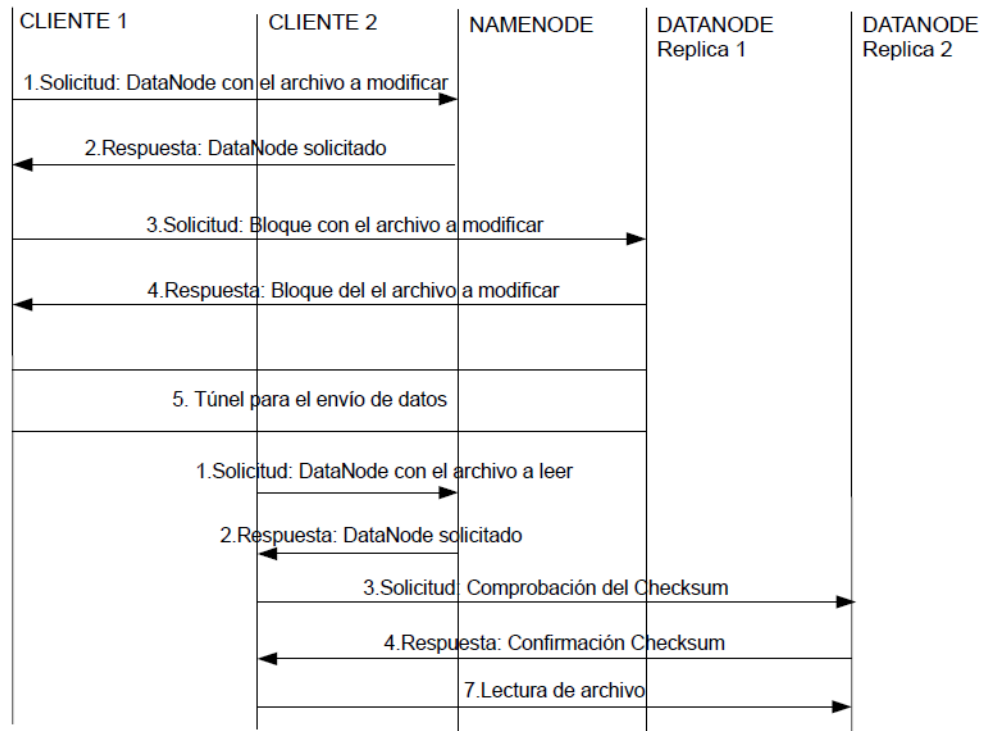 CLIENTE 1
CLIENTE 2
NAMENODE
DATANODE
Replica 1
DATANODE
Replica 2
1.Solicitud: DataNode con el archivo a modificar
2.Respuesta: DataNode solicitado
3.Solicitud: Bloque con el archivo a modificar
4.Respuesta: Bloque del el archivo a modificar
5. Túnel para el envío de datos
1.Solicitud: DataNode con el archivo a leer
2.Respuesta: DataNode solicitado
3.Solicitud: Comprobación del Checksum
4.Respuesta: Confirmación Checksum
7.Lectura de archivo